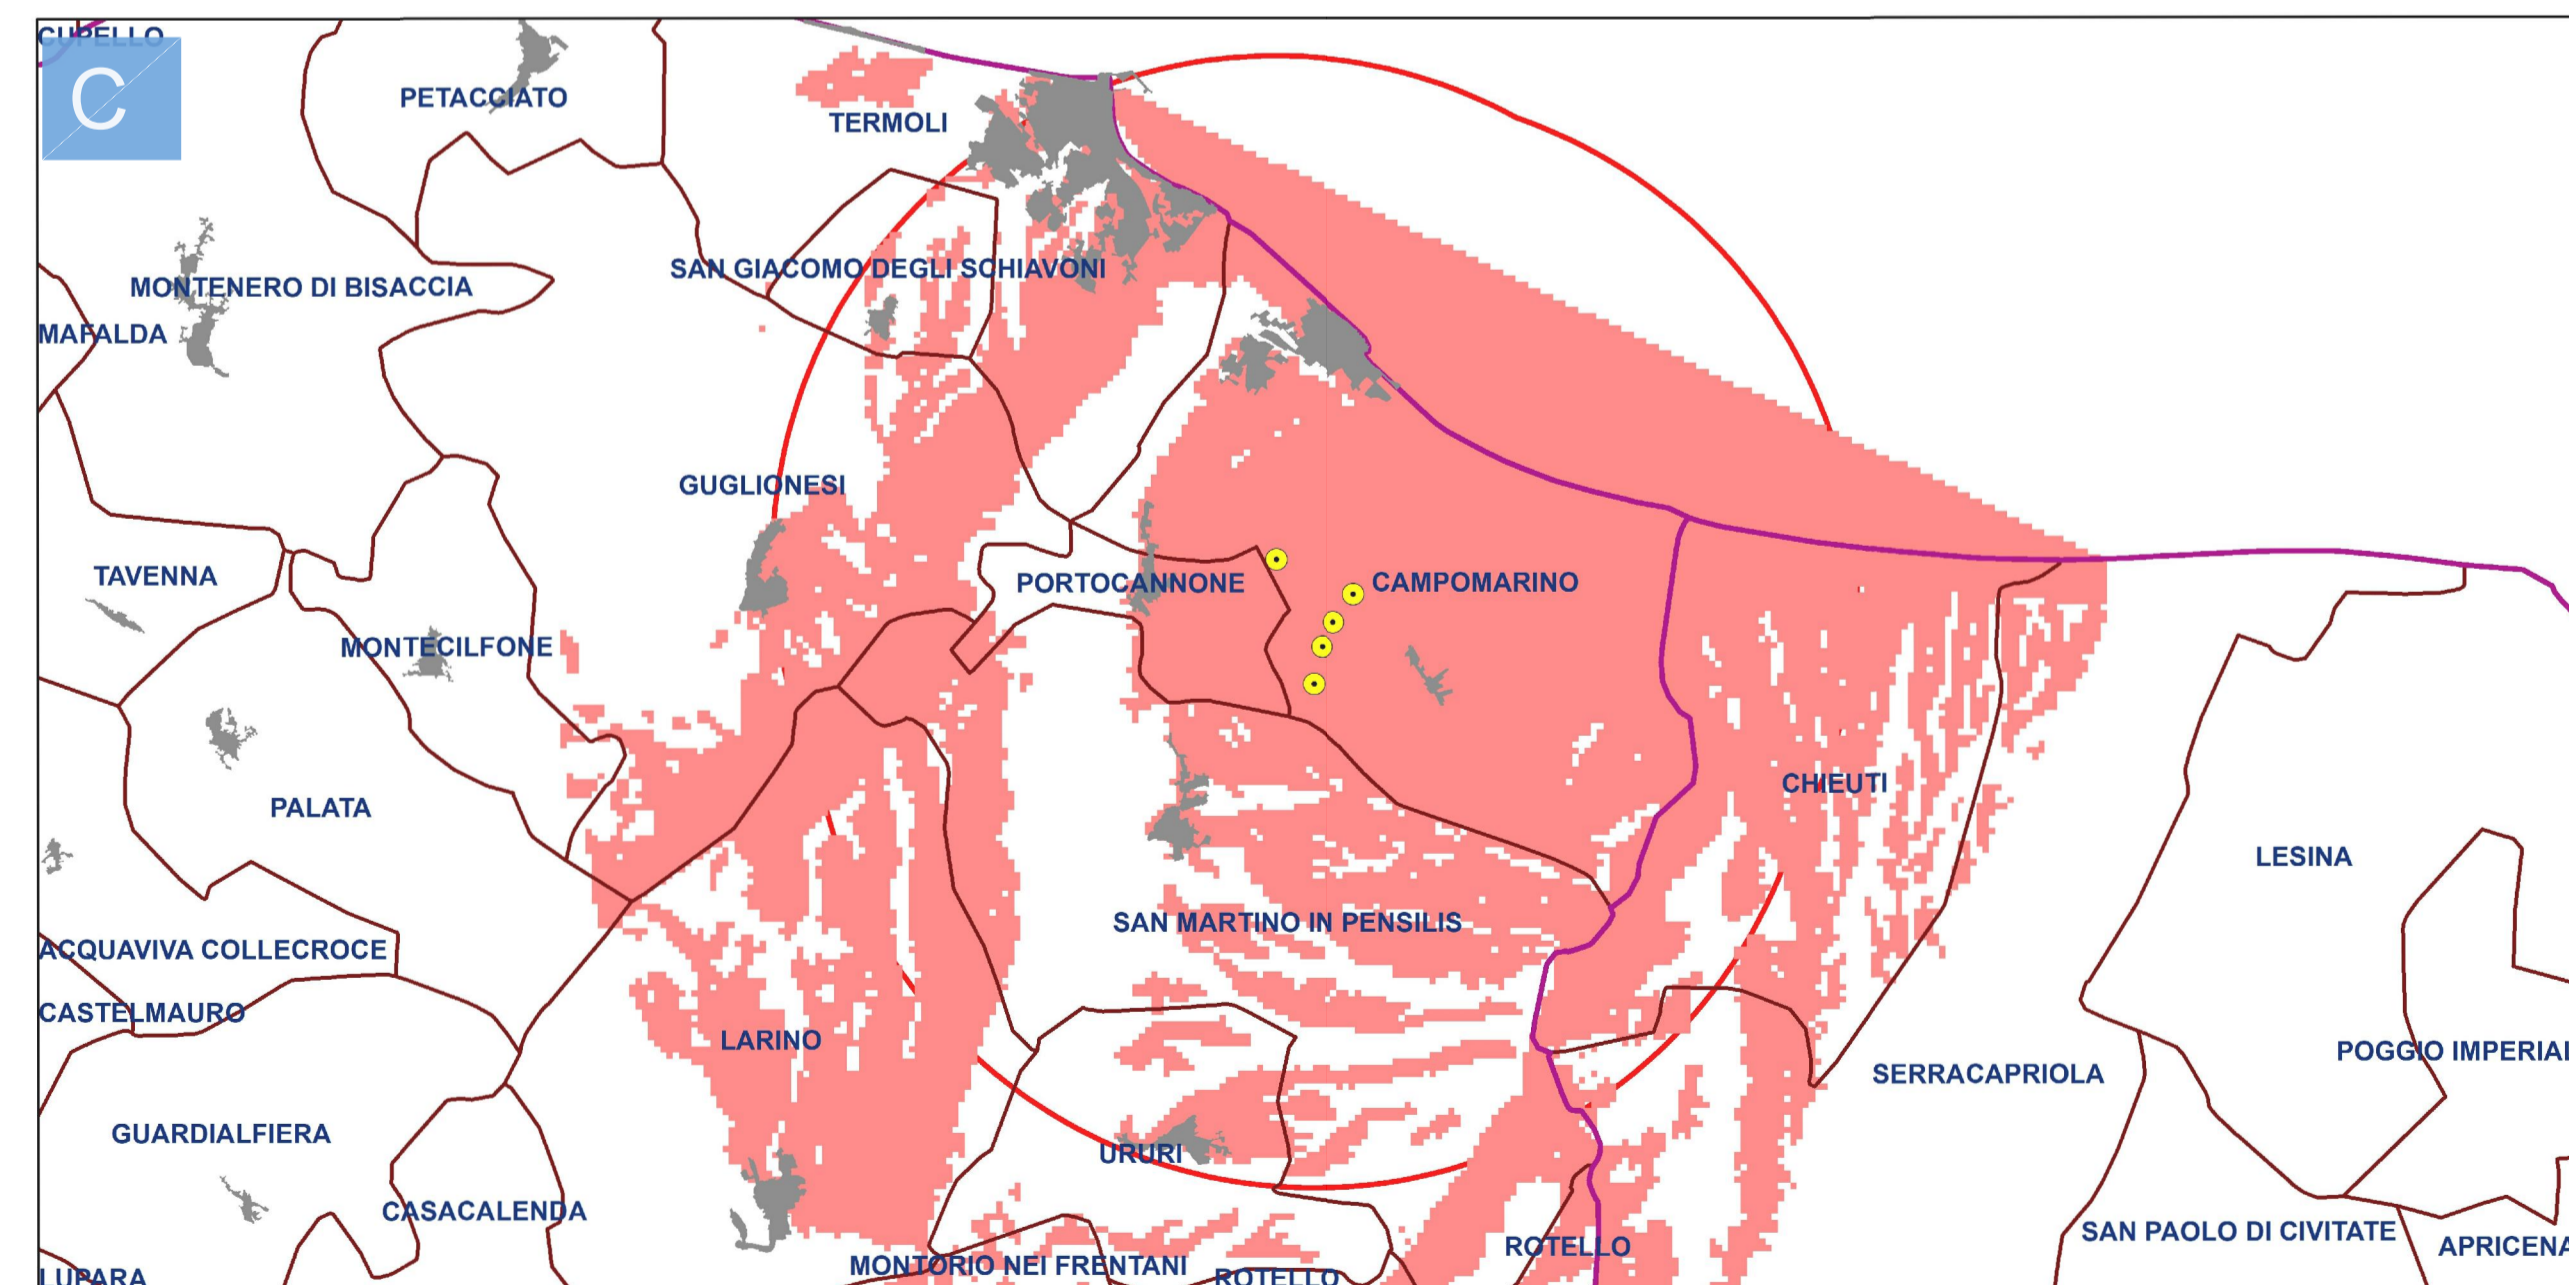 CUPELLO
C
PETACCIATO
TERMOLI
SAN GIACOMO DEGLI SCHIAVONI
MONTENERO DI BISACCIA
MAFALDA
GUGLIONESI
TAVENNA
PORTOCANNONE
CAMPOMARINO
MONTECILFONE
CHIEUTI
PALATA
LESINA
SAN MARTINO IN PENSILIS
ACQUAVIVA COLLECROCE
CASTELMAURO
LARINO
POGGIO IMPERIAL
SERRACAPRIOLA
GUARDIALFIERA
URURI
CASACALENDA
SAN PAOLO DI CIVITATE
ROTELLO
APRICENA
MONTORIO NEI FRENTANI
ROTELLO
LUPARA